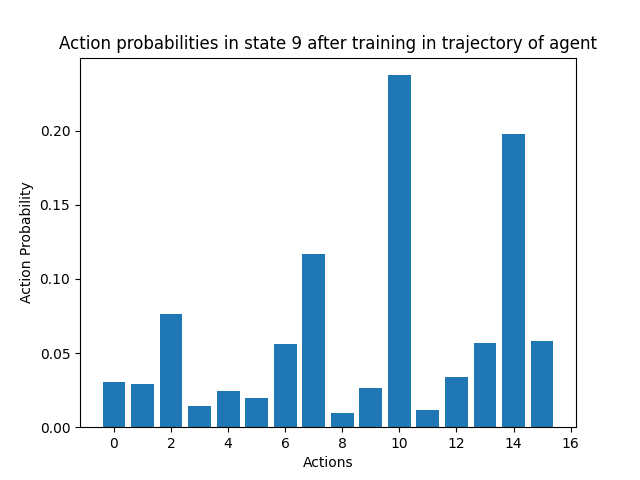 Action probabilities in state 9 after training in trajectory of agent
0.20
0.15
0.10
0.05
0.00
Action Probability
0 2 4 6 8 10 12 14 16
Actions